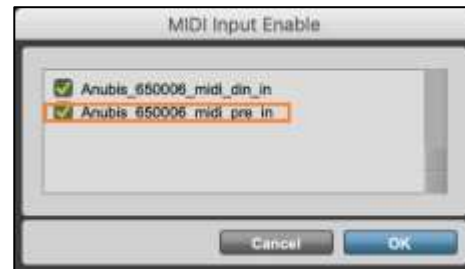 MIDI Input Enable
Anubis_650006_midi_din_in
Anubis_650006_midi_pre_in
Cancel
OK